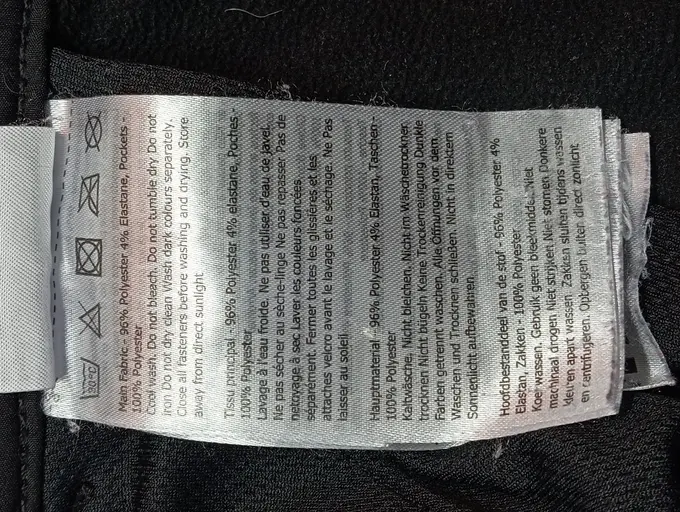 30°C
Main Fabric - 96% Polyester 4% Elastane, Pockets -
100% Polyester
Cool wash. Do not bleach. Do not tumble dry Do not
iron Do not dry clean Wash dark colours separately.
Close all fasteners before washing and drying. Store
away from direct sunlight
Tissu principal - 96% Polyester 4% elastane, Poches -
100% Polyester
Lavage à l'eau froide. Ne pas utiliser d'eau de javel.
Ne pas sécher au sèche-linge Ne pas repasser Pas de
nettoyage à sec Laver les couleurs foncées
séparément. Fermer toutes les glissières et les
attaches velcro avant le lavage et le séchage. Ne Pas
laisser au soleil
Hauptmaterial - 96% Polyester 4% Elastan, Taschen -
100% Polyester
Kaltwäsche. Nicht bleichen. Nicht im Wäschetrockner
trocknen Nicht bügeln Keine Trockenreinigung Dunkle
Farben getrennt waschen. Alle Öffnungen vor dem
Waschen und Trocknen schließen. Nicht in direktem
Sonnenlicht aufbewahren
Hoofdbestanddeel van de stof - 96% Polyester 4%
Elastan, Zakken - 100% Polyester
Koel wassen. Gebruik geen bleekmiddel. Niet
machinaal drogen Niet strijken Niet stomen Donkere
kleuren apart wassen. Zakken sluiten tijdens wassen
en centrifugeren. Opbergen buiten direct zonlicht